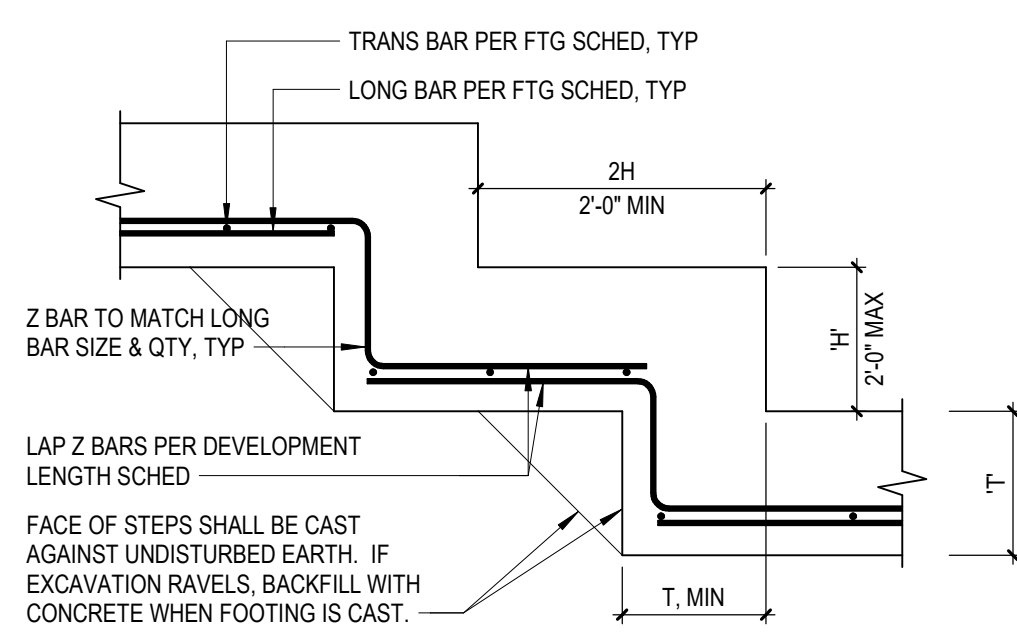 TRANS BAR PER FTG SCHED, TYP
LONG BAR PER FTG SCHED, TYP
2H
2'-0" MIN
'H'
2'-0" MAX
Z BAR TO MATCH LONG
BAR SIZE & QTY, TYP
LAP Z BARS PER DEVELOPMENT
LENGTH SCHED
'T'
FACE OF STEPS SHALL BE CAST
AGAINST UNDISTURBED EARTH. IF
EXCAVATION RAVELS, BACKFILL WITH
CONCRETE WHEN FOOTING IS CAST.
T, MIN